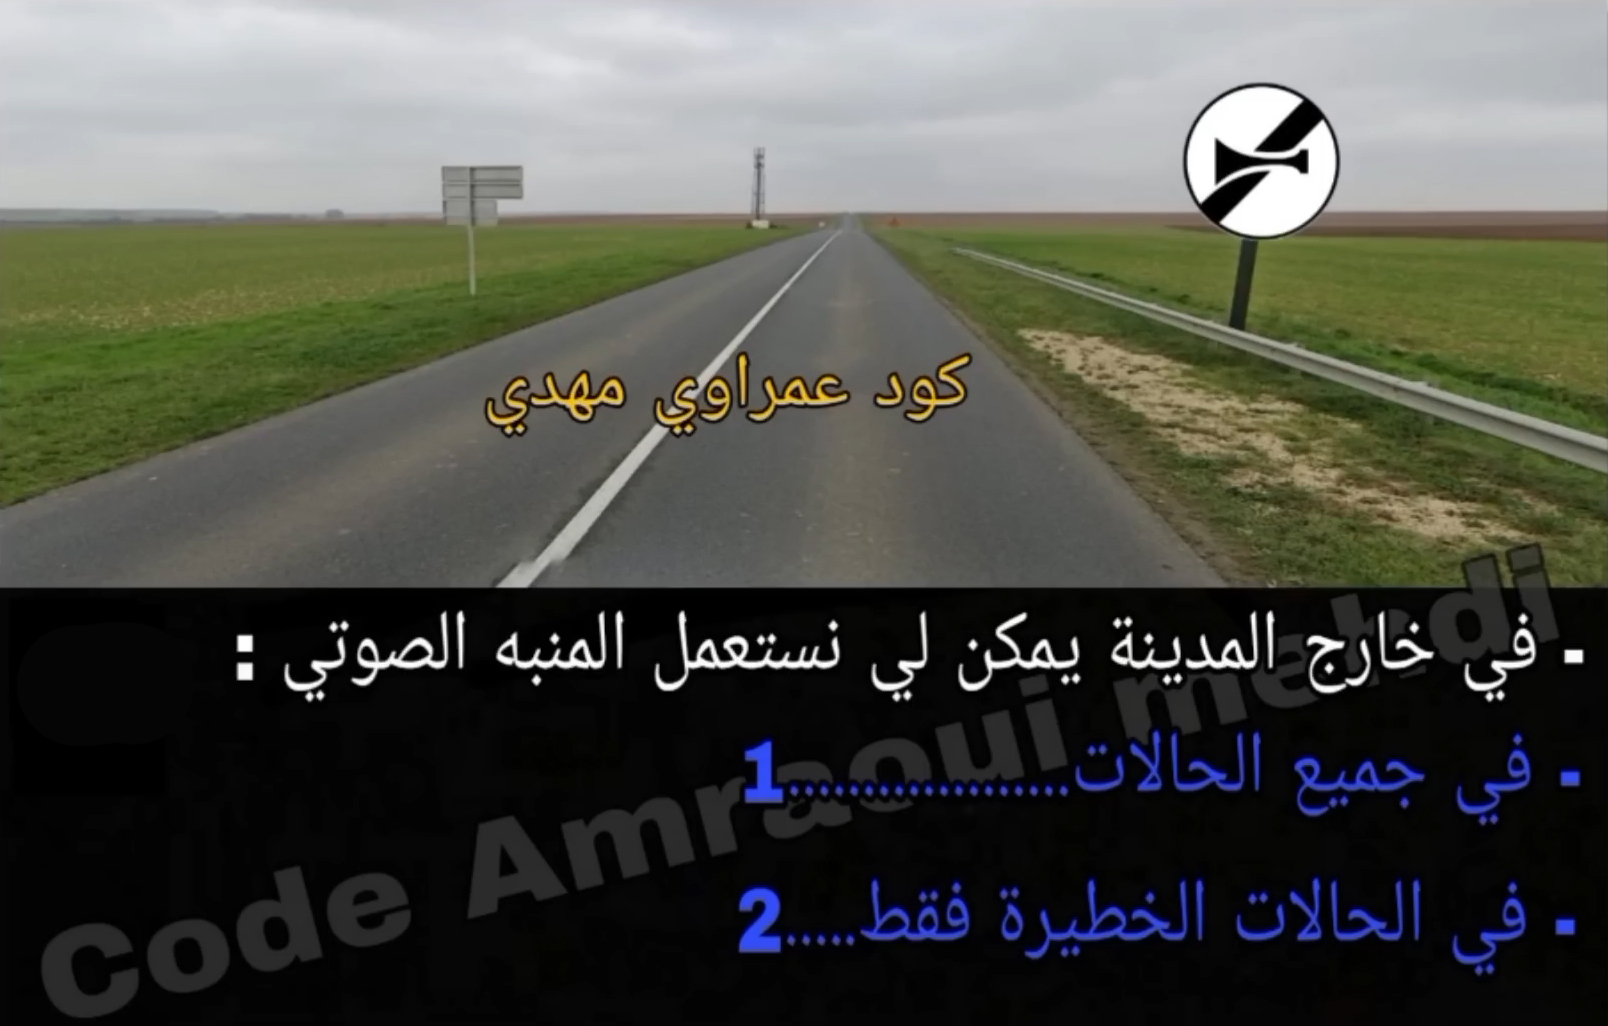 كود عمراوي مهدي
- في خارج المدينة يمكن لي نستعمل المنبه الصوتي :
- في جميع الحالات...................1
- في الحالات الخطيرة فقط.....2
Code Amraoui mehdi